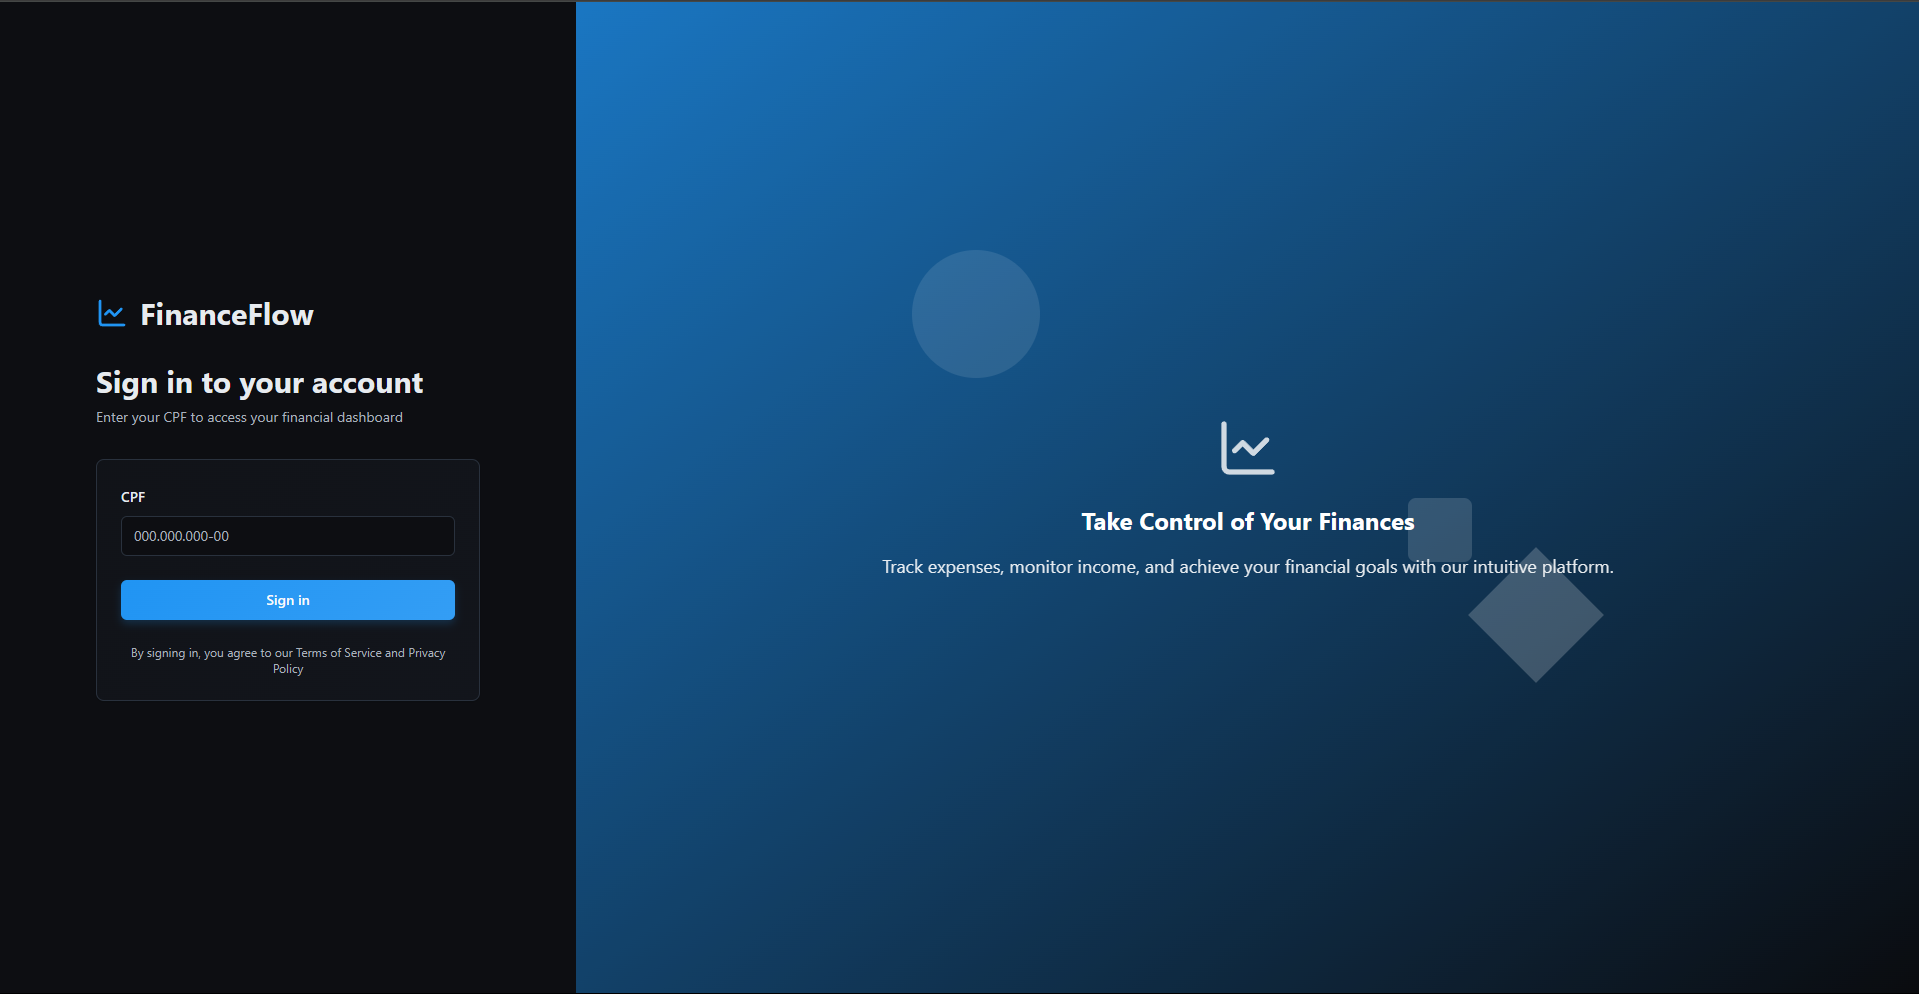 FinanceFlow
Sign in to your account
Enter your CPF to access your financial dashboard
CPF
000.000.000-00
Sign in
By signing in, you agree to our Terms of Service and Privacy
Policy
Take Control of Your Finances
Track expenses, monitor income, and achieve your financial goals with our intuitive platform.